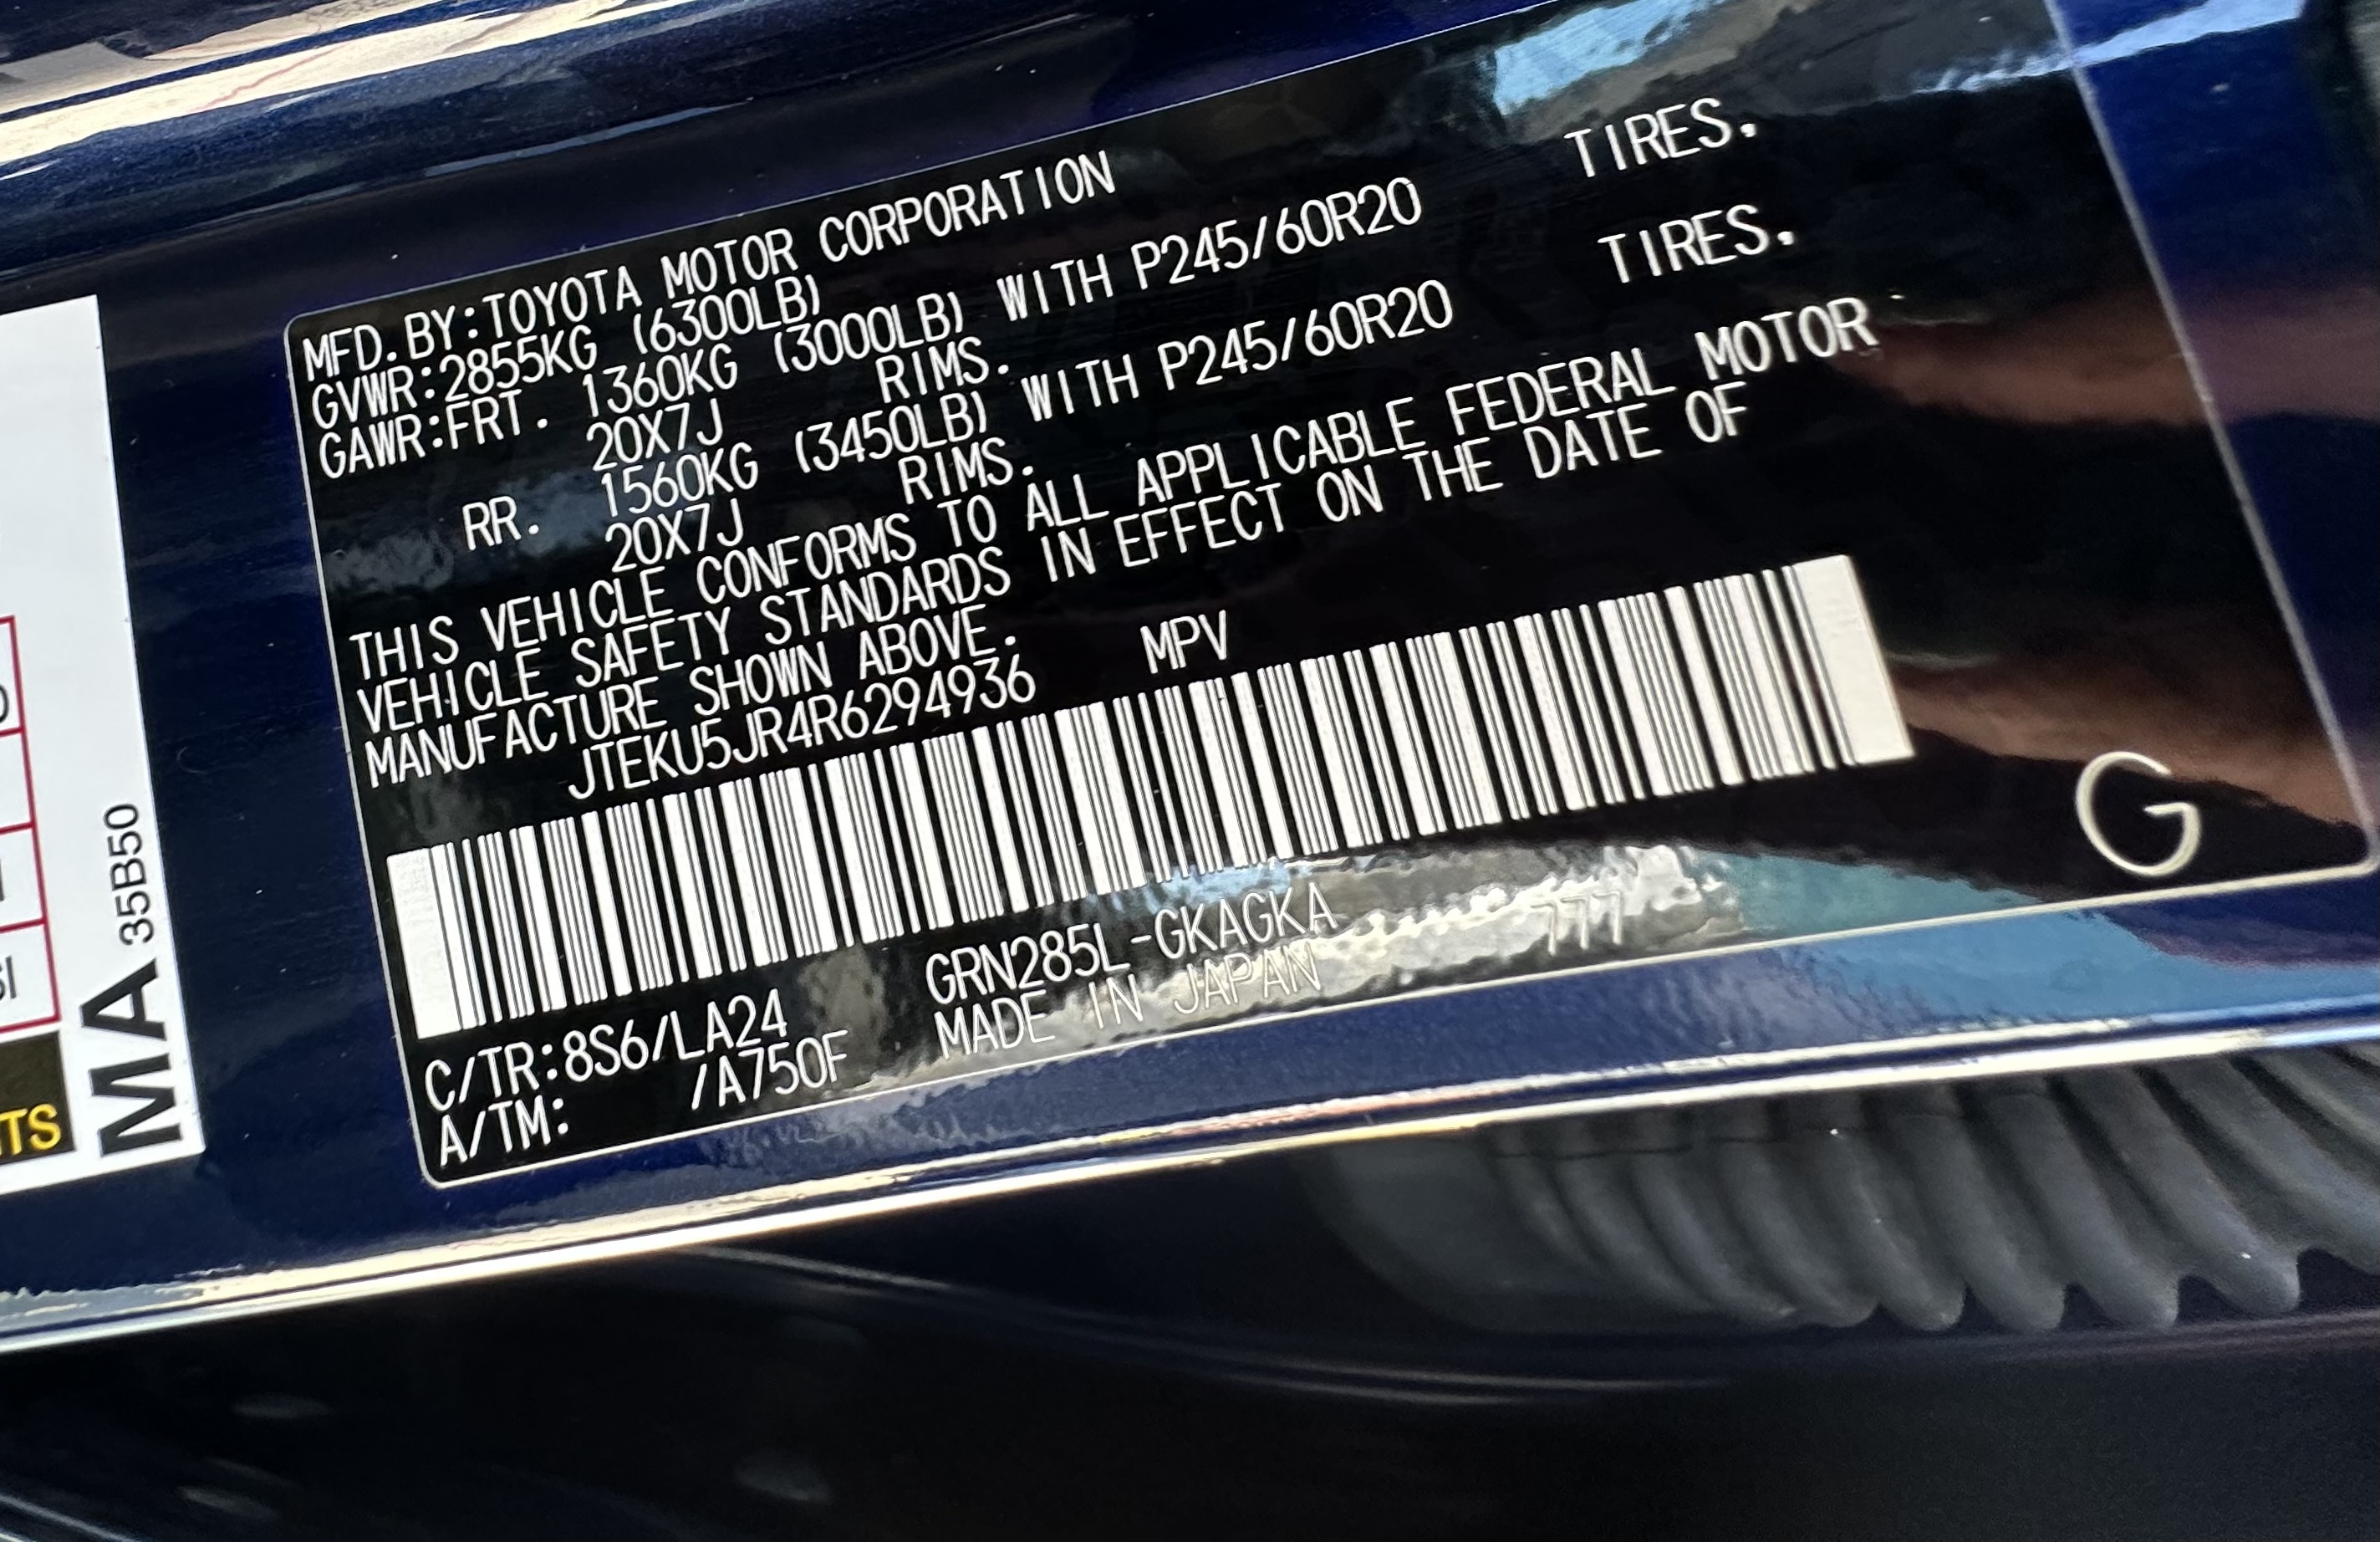 MFD.BY:TOYOTA MOTOR CORPORATION
GVWR:2855KG (6300LB)
GAWR:FRT. 1360KG (3000LB) WITH P245/60R20 TIRES.
20X7J RIMS.
RR. 1560KG (3450LB) WITH P245/60R20 TIRES.
20X7J RIMS.
THIS VEHICLE CONFORMS TO ALL APPLICABLE FEDERAL MOTOR
VEHICLE SAFETY STANDARDS IN EFFECT ON THE DATE OF
MANUFACTURE SHOWN ABOVE.
JTEKU5JR4R6294936 MPV
C/TR:8S6/LA24 GRN285L-GKAGKA
A/TM: /A750F MADE IN JAPAN 777
G
MA 35B50
TS